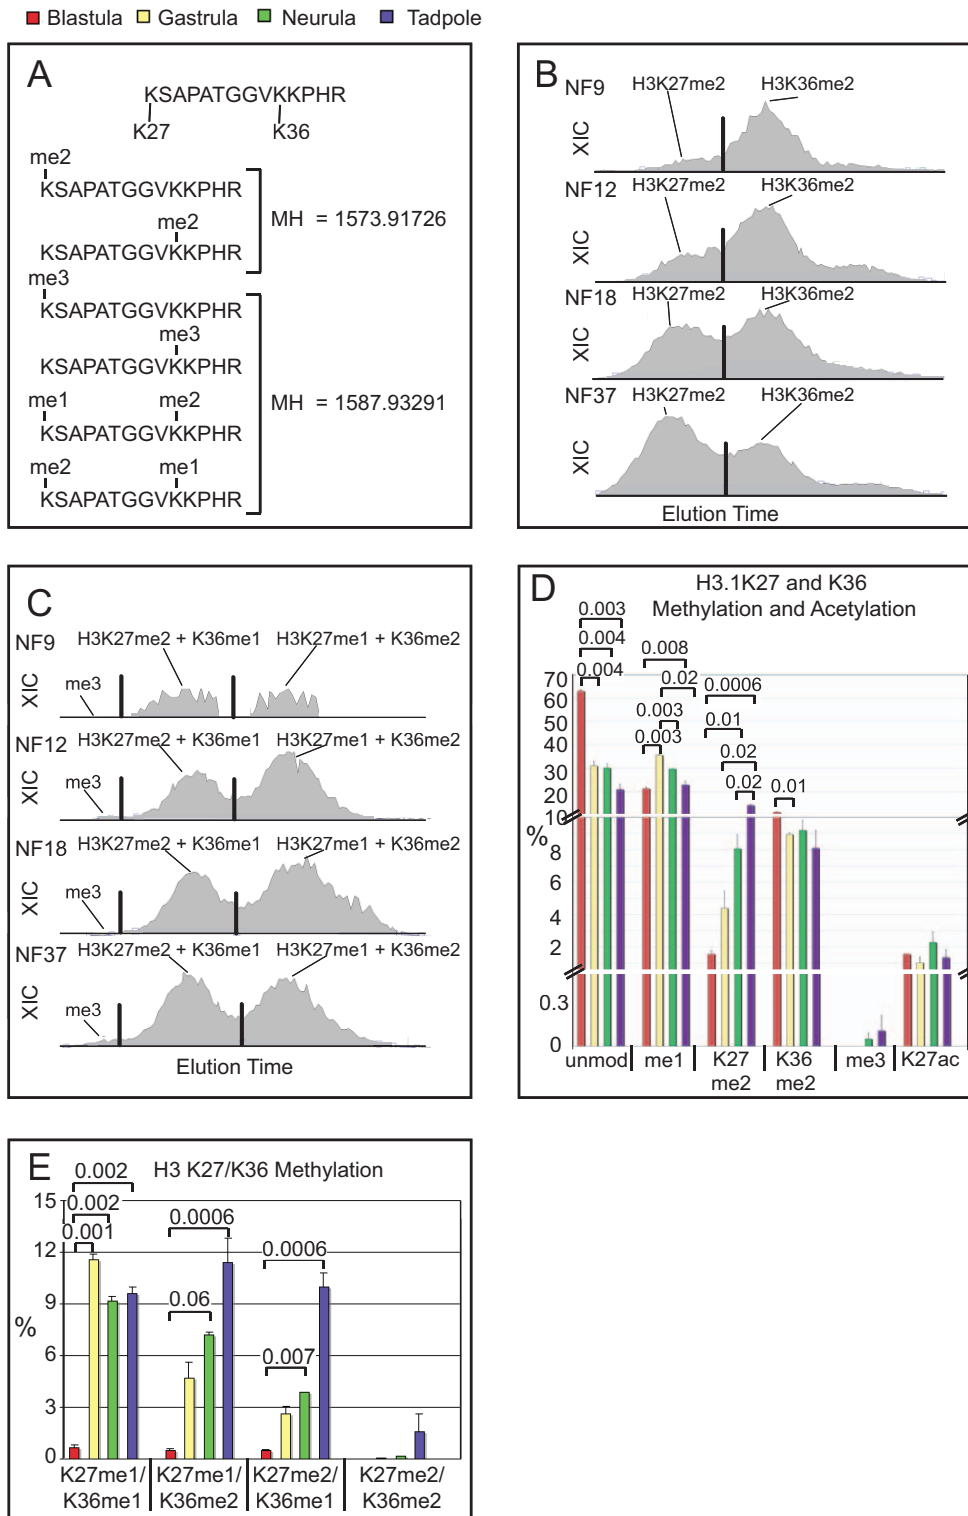 Blastula Gastrula Neurula Tadpole
A
KSAPATGGVKKPHR
K27 K36
me2
KSAPATGGVKKPHR
me2
KSAPATGGVKKPHR
MH = 1573.91726
me3
KSAPATGGVKKPHR
me3
KSAPATGGVKKPHR
me1 me2
KSAPATGGVKKPHR
me2 me1
KSAPATGGVKKPHR
MH = 1587.93291
B
NF9 H3K27me2 H3K36me2
XIC
NF12 H3K27me2 H3K36me2
XIC
NF18 H3K27me2 H3K36me2
XIC
NF37 H3K27me2 H3K36me2
XIC
Elution Time
C
NF9 H3K27me2 + K36me1 H3K27me1 + K36me2
XIC me3
NF12 H3K27me2 + K36me1 H3K27me1 + K36me2
XIC me3
NF18 H3K27me2 + K36me1 H3K27me1 + K36me2
XIC me3
NF37 H3K27me2 + K36me1 H3K27me1 + K36me2
XIC me3
Elution Time
D
H3.1K27 and K36
Methylation and Acetylation
0.003
0.004
0.004
0.008
0.02
0.003
0.003
0.0006
0.01
0.02
0.02
0.01
70
60
50
40
30
20
10
%
8
6
4
2
0.3
0
unmod me1 K27 me2 K36 me2 me3 K27ac
E
H3 K27/K36 Methylation
0.002
0.002
0.001
0.0006
0.06
0.0006
0.007
15
12
9
%
6
3
0
K27me1/ K27me1/ K27me2/ K27me2/
K36me1 K36me2 K36me1 K36me2